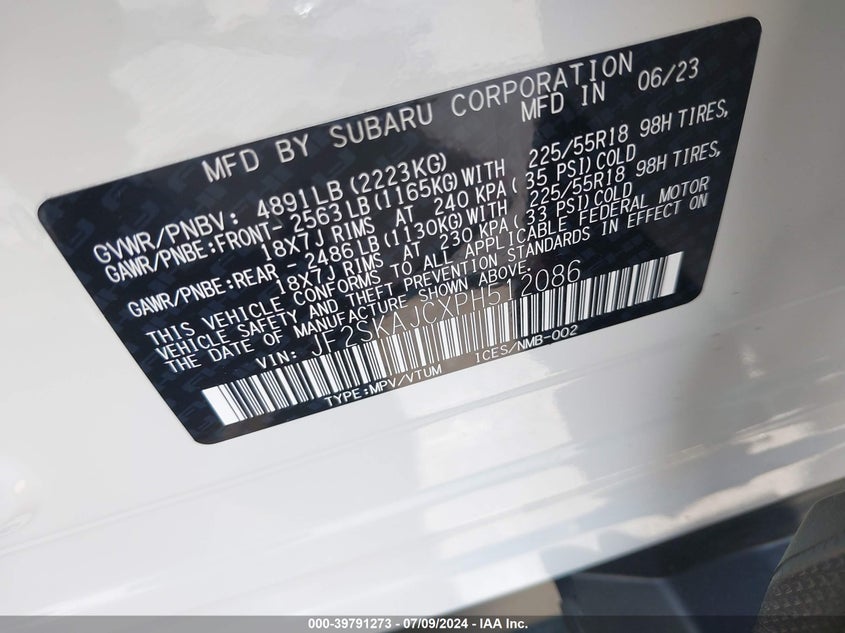 MFD BY SUBARU CORPORATION
MFD IN 06/23
GVWR/PNBV: 4891LB(2223KG)
GAWR/PNBE:FRONT- 2563LB(1165KG)WITH 225/55R18 98H TIRES,
18X7J RIMS AT 240 KPA( 35 PSI)COLD
GAWR/PNBE:REAR -2486LB(1130KG)WITH 225/55R18 98H TIRES,
18X7J RIMS AT 230 KPA( 33 PSI)COLD
THIS VEHICLE CONFORMS TO ALL APPLICABLE FEDERAL MOTOR
VEHICLE SAFETY AND THEFT PREVENTION STANDARDS IN EFFECT ON
THE DATE OF MANUFACTURE SHOWN ABOVE.
VIN: JF2SKAJCXPH512086
TYPE:MPV/VTUM ICES/NMB-002
000-39791273 - 07/09/2024 - IAA Inc.